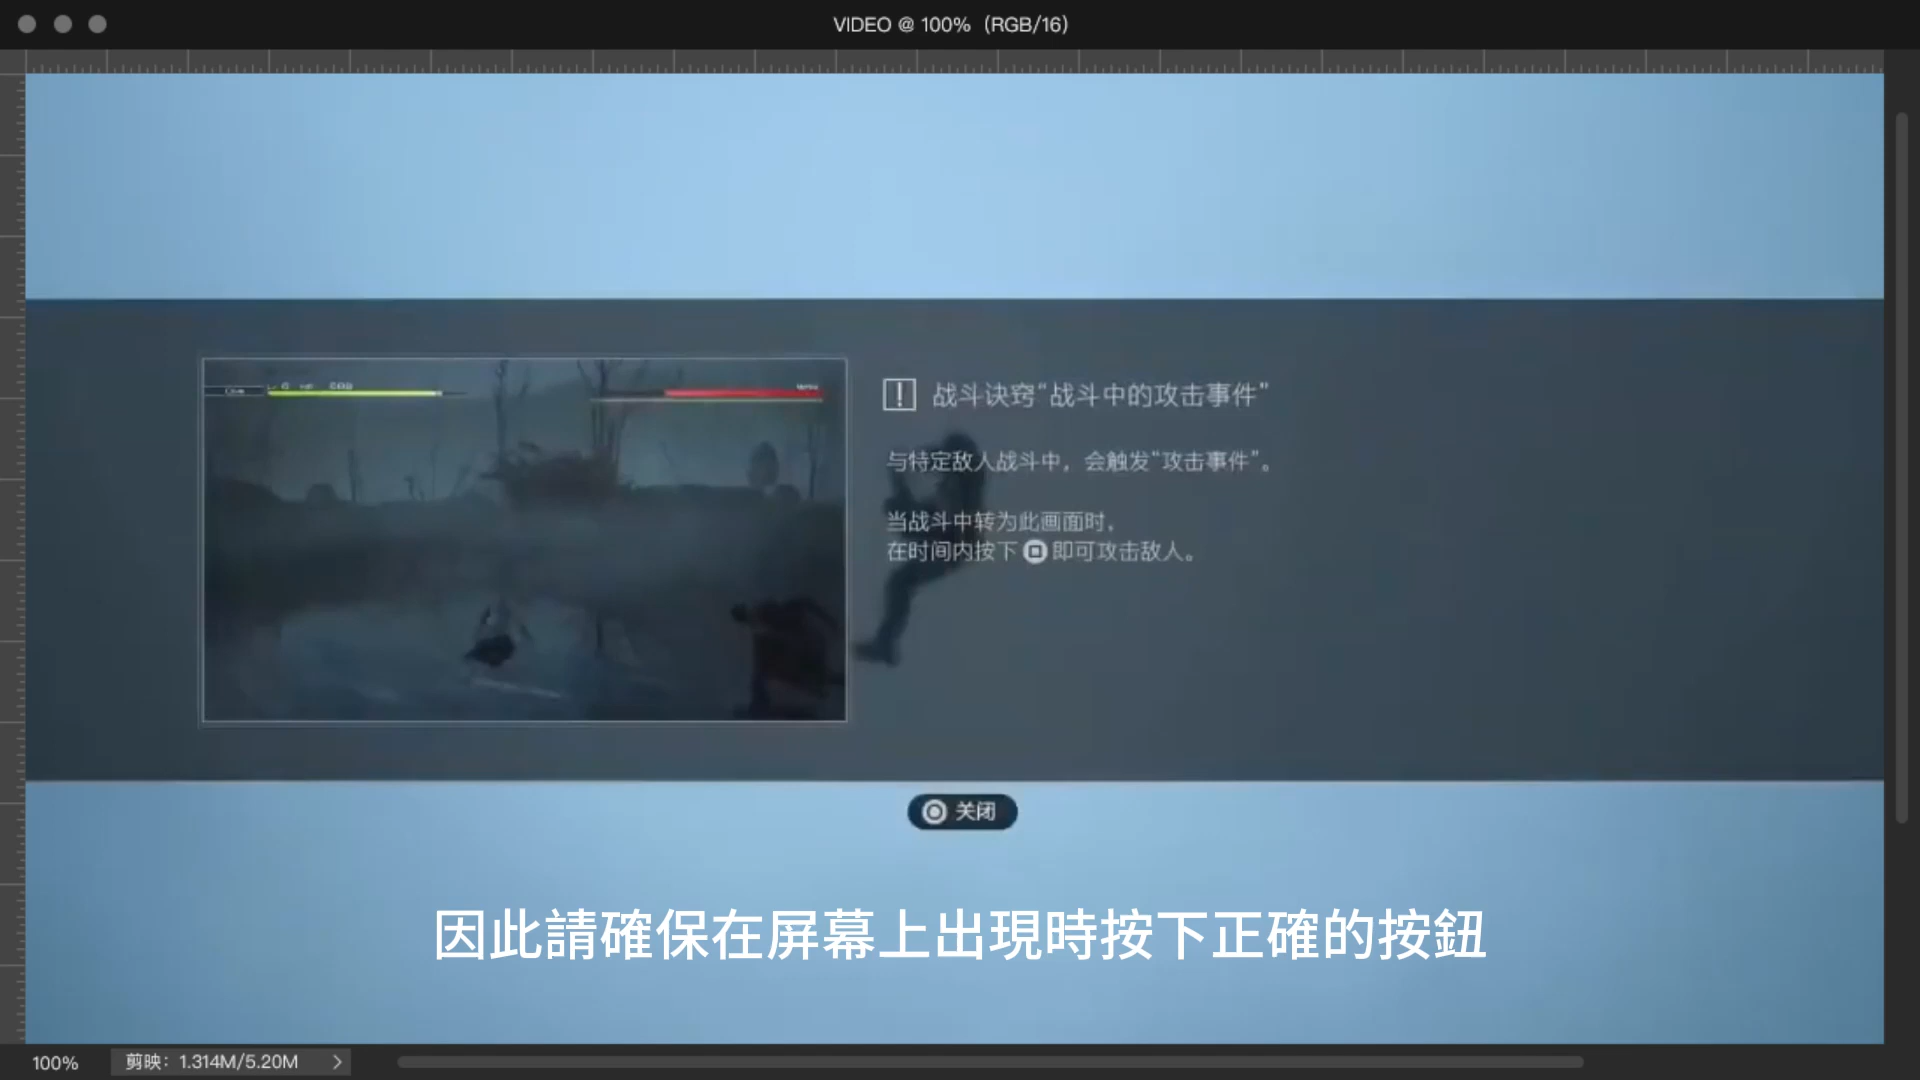 VIDEO @ 100% (RGB/16)
战斗诀窍“战斗中的攻击事件”
与特定敌人战斗中，会触发“攻击事件”。
当战斗中转为此画面时，
在时间内按下 即可攻击敌人。
关闭
因此請確保在屏幕上出現時按下正確的按鈕
100%
剪映：1.314M/5.20M